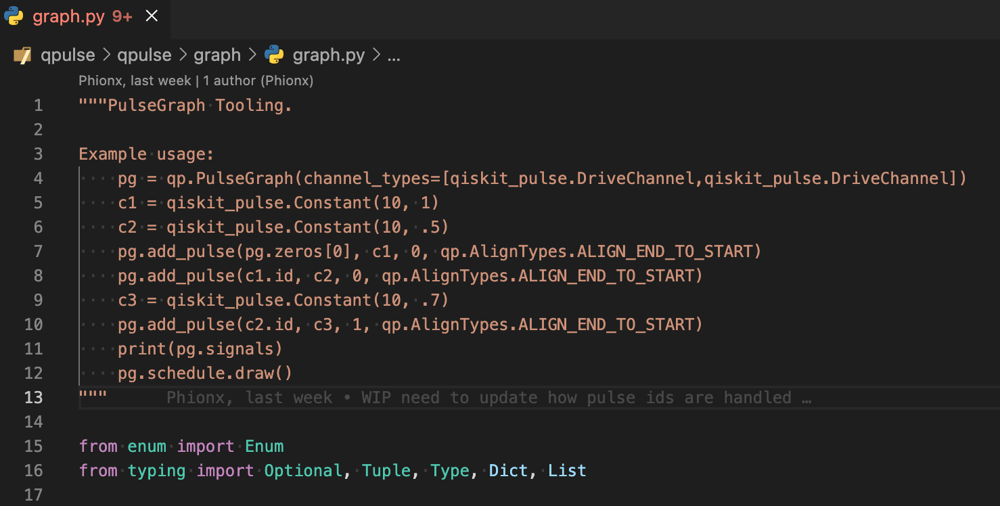 graph.py 9+
qpulse > qpulse > graph > graph.py > ...
Phionx, last week | 1 author (Phionx)
1 """PulseGraph Tooling.
2
3 Example usage:
4     pg = qp.PulseGraph(channel_types=[qiskit_pulse.DriveChannel,qiskit_pulse.DriveChannel])
5     c1 = qiskit_pulse.Constant(10, 1)
6     c2 = qiskit_pulse.Constant(10, .5)
7     pg.add_pulse(pg.zeros[0], c1, 0, qp.AlignTypes.ALIGN_END_TO_START)
8     pg.add_pulse(c1.id, c2, 0, qp.AlignTypes.ALIGN_END_TO_START)
9     c3 = qiskit_pulse.Constant(10, .7)
10     pg.add_pulse(c2.id, c3, 1, qp.AlignTypes.ALIGN_END_TO_START)
11     print(pg.signals)
12     pg.schedule.draw()
13 """ Phionx, last week • WIP need to update how pulse ids are handled …
14
15 from enum import Enum
16 from typing import Optional, Tuple, Type, Dict, List
17